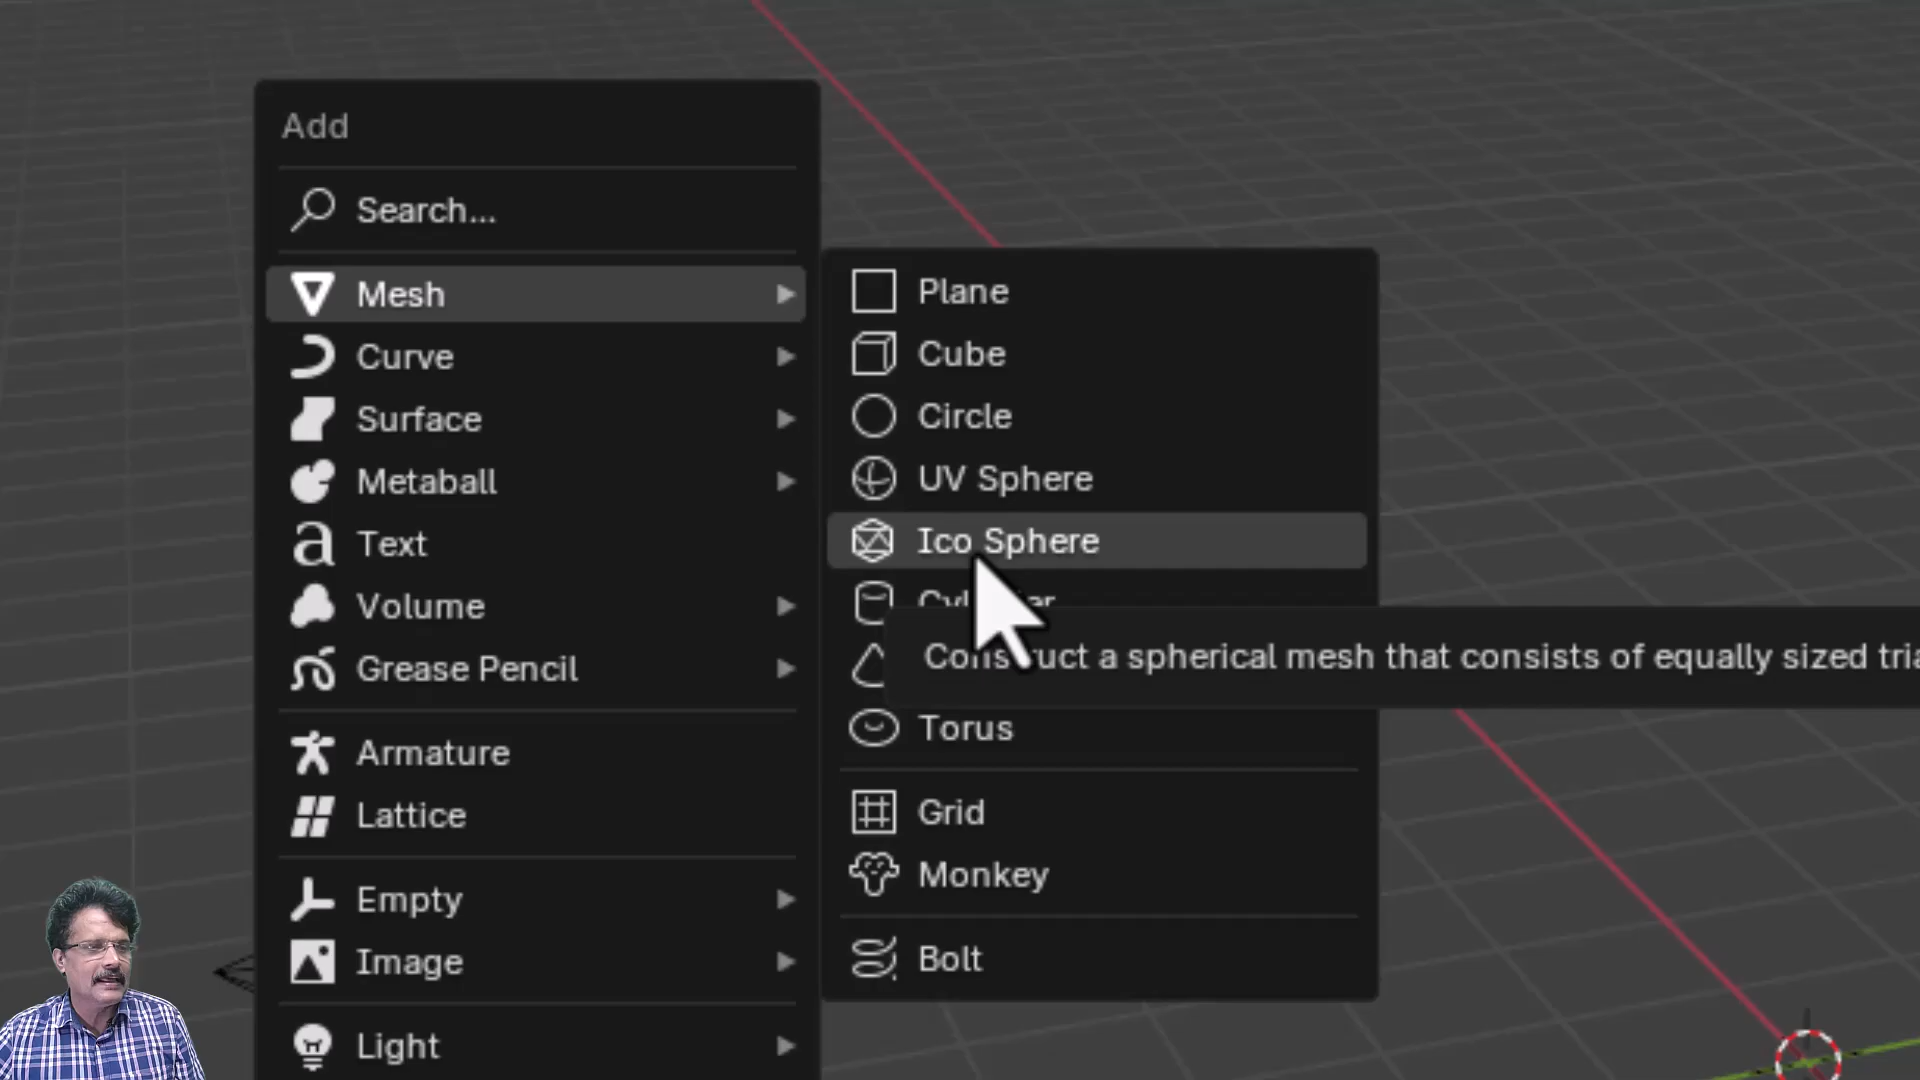 Add
Search...
Mesh
Curve
Surface
Metaball
Text
Volume
Grease Pencil
Armature
Lattice
Empty
Image
Light
Plane
Cube
Circle
UV Sphere
Ico Sphere
Construct a spherical mesh that consists of equally sized
Torus
Grid
Monkey
Bolt